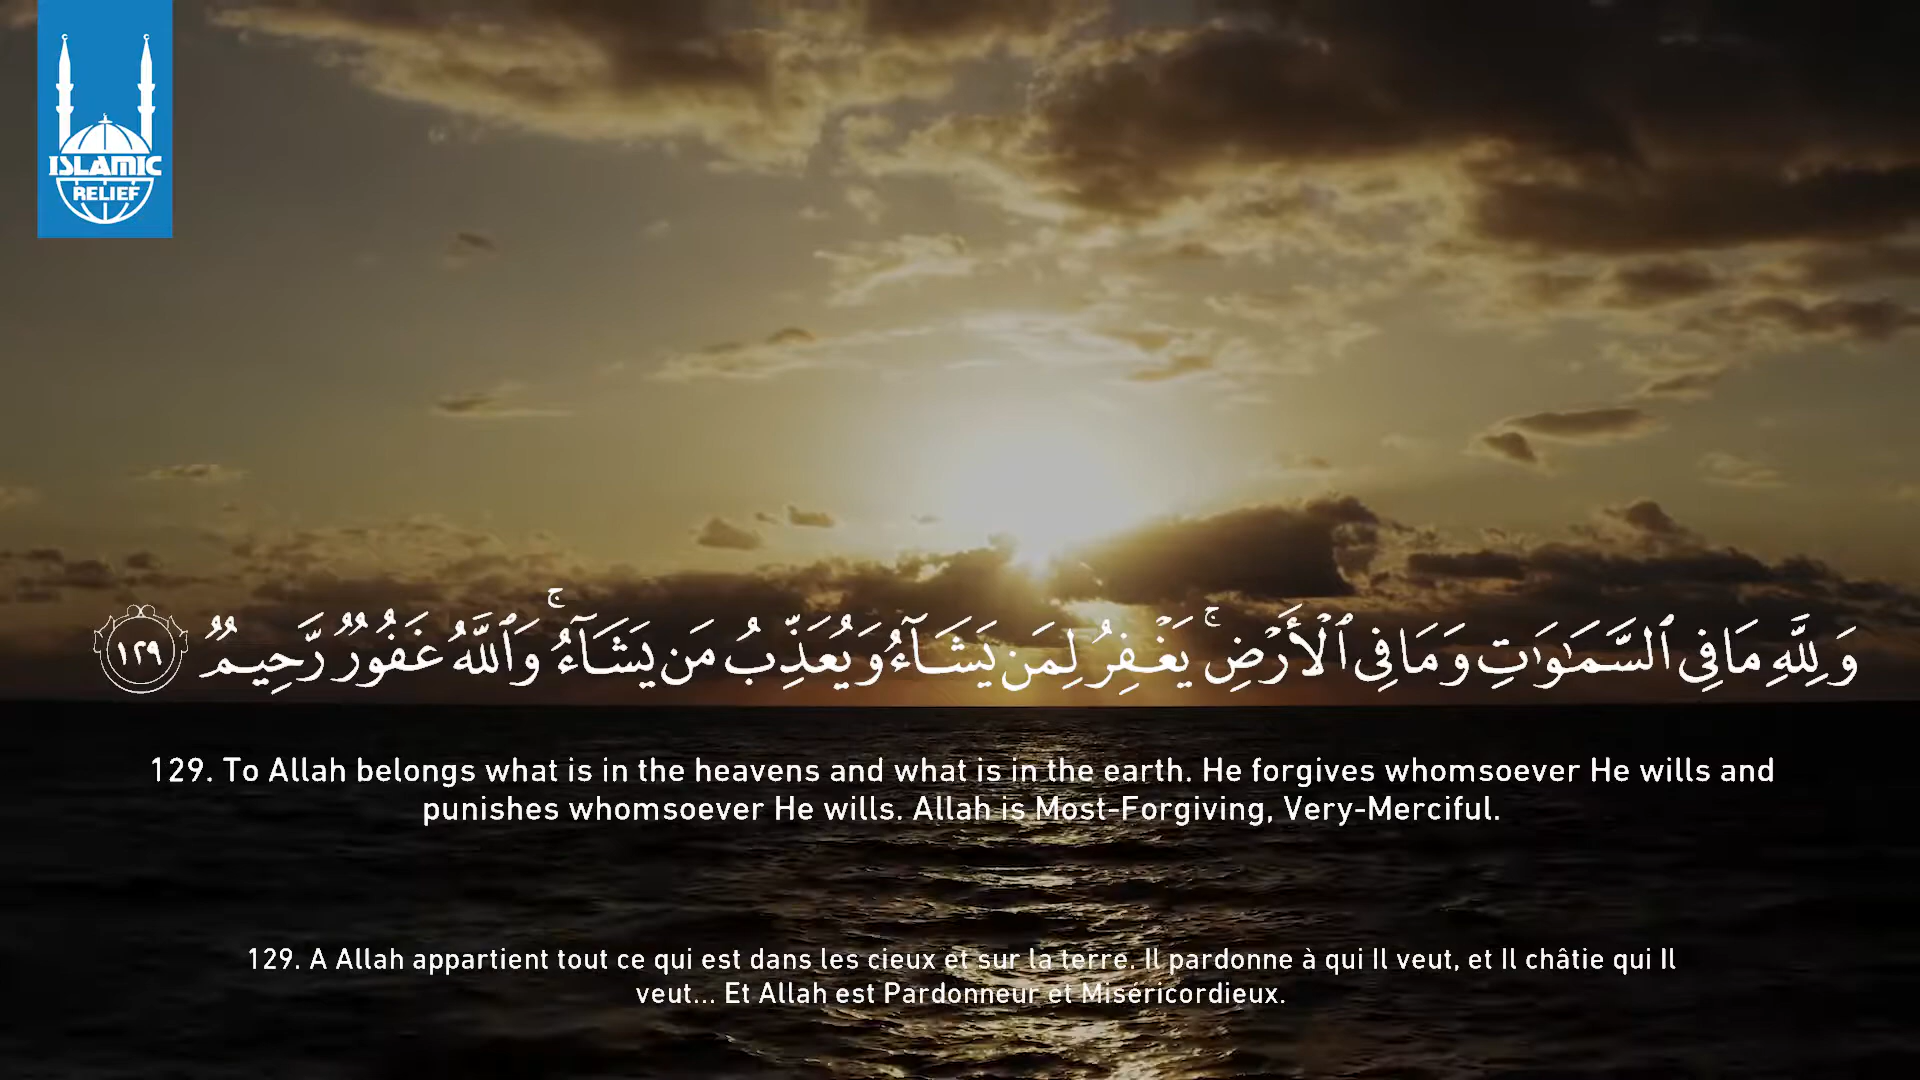 ISLAMIC
RELIEF
وَلِلَّهِ مَا فِى ٱلسَّمَٰوَٰتِ وَمَا فِى ٱلْأَرْضِ ۚ يَغْفِرُ لِمَن يَشَآءُ وَيُعَذِّبُ مَن يَشَآءُ ۚ وَٱللَّهُ غَفُورٌ رَّحِيمٌ ١٢٩
129. To Allah belongs what is in the heavens and what is in the earth. He forgives whomsoever He wills and
punishes whomsoever He wills. Allah is Most-Forgiving, Very-Merciful.
129. A Allah appartient tout ce qui est dans les cieux et sur la terre. Il pardonne à qui Il veut, et Il châtie qui Il
veut... Et Allah est Pardonneur et Miséricordieux.